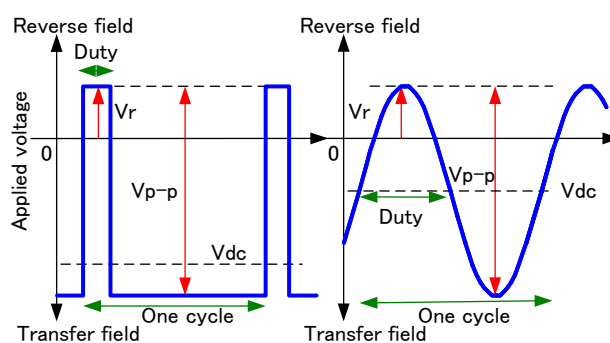 Reverse field
Duty
Vr
0
Applied voltage
Vp-p
Vdc
One cycle
Transfer field
Reverse field
Vr
0
Vp-p
Vdc
Duty
One cycle
Transfer field